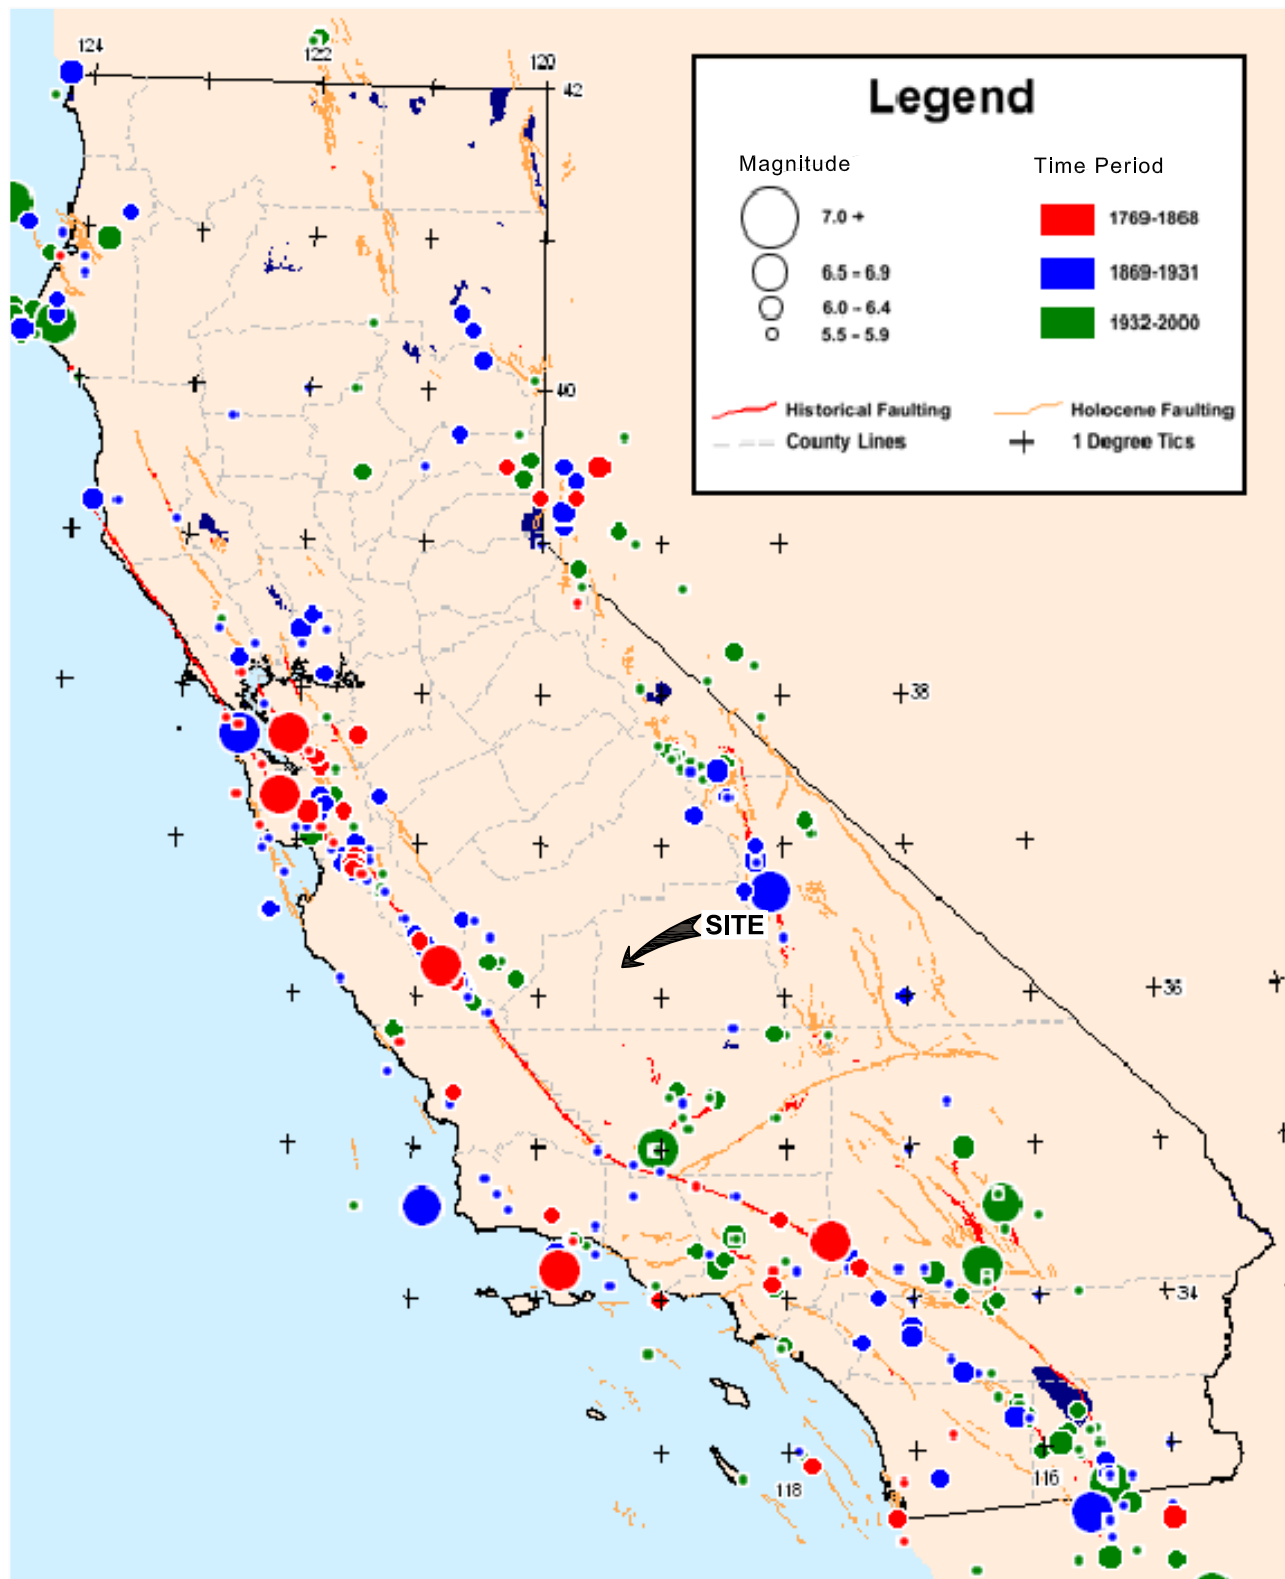 124
122
120
42
Legend
Magnitude
Time Period
7.0 +
1769-1868
6.5 - 6.9
1869-1931
6.0 - 6.4
5.5 - 5.9
1932-2000
40
Historical Faulting
Holocene Faulting
County Lines
1 Degree Tics
38
SITE
36
34
116
118